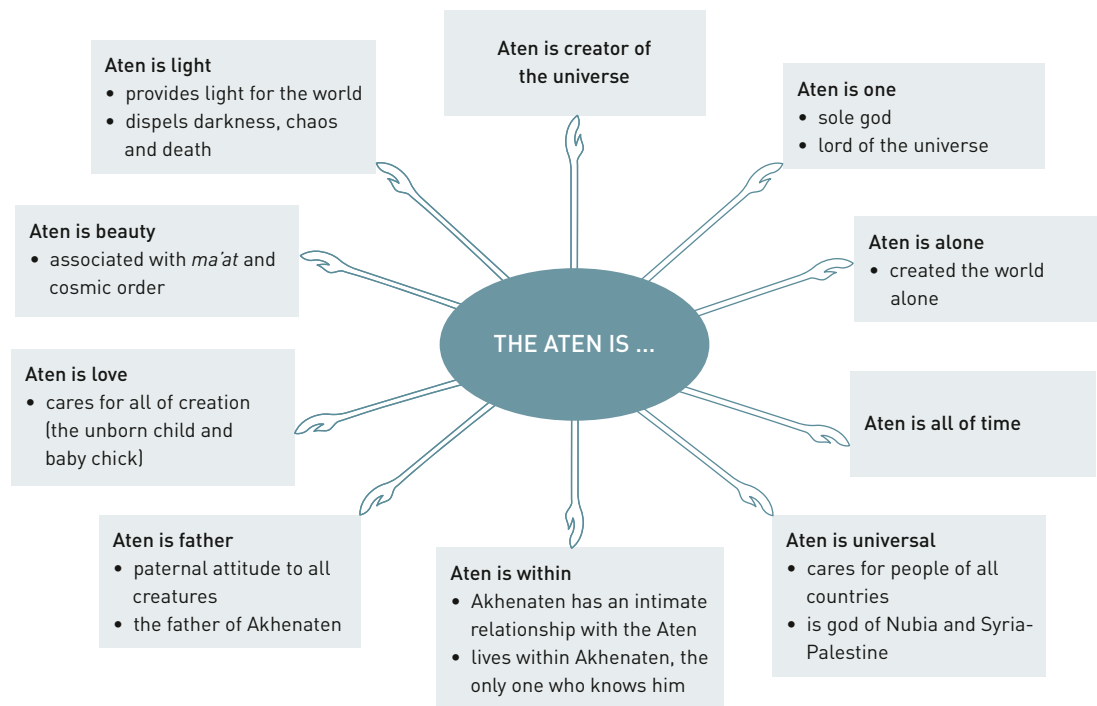 Aten is creator of
the universe
Aten is light
• provides light for the world
• dispels darkness, chaos
and death
Aten is one
• sole god
• lord of the universe
Aten is beauty
• associated with ma’at and
cosmic order
Aten is alone
• created the world
alone
THE ATEN IS ...
Aten is love
• cares for all of creation
(the unborn child and
baby chick)
Aten is all of time
Aten is father
• paternal attitude to all
creatures
• the father of Akhenaten
Aten is within
• Akhenaten has an intimate
relationship with the Aten
• lives within Akhenaten, the
only one who knows him
Aten is universal
• cares for people of all
countries
• is god of Nubia and Syria-
Palestine